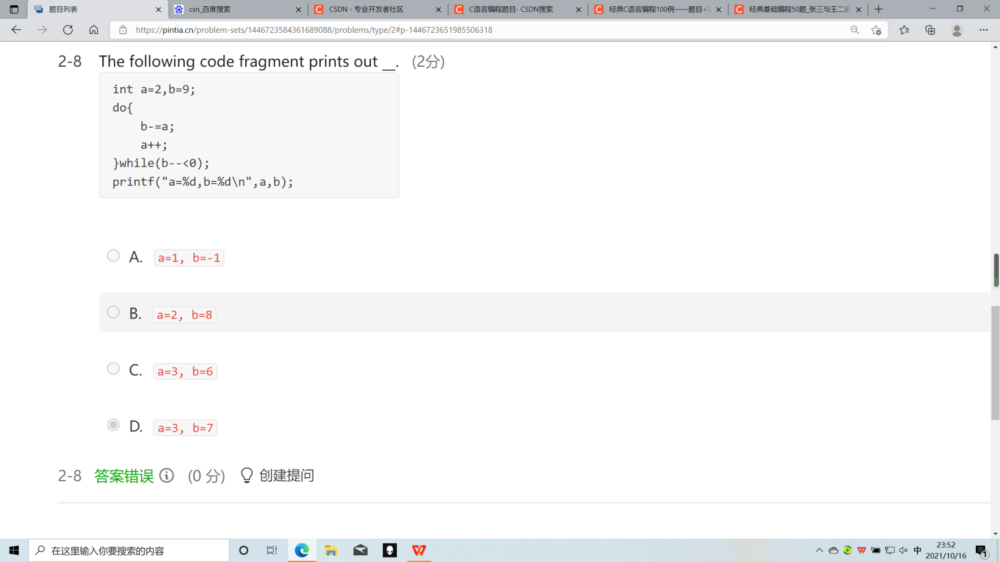 题目列表
csn_百度搜索
CSDN - 专业开发者社区
C语言编程题目- CSDN搜索
经典C语言编程100例——题目+
经典基础编程50题_张三与王二麻
https://pintia.cn/problem-sets/1446723584361689088/problems/type/2#p-1446723651985506318
2-8 The following code fragment prints out __. (2分)
int a=2,b=9;
do{
b-=a;
a++;
}while(b--<0);
printf("a=%d,b=%d\n",a,b);
A. a=1, b=-1
B. a=2, b=8
C. a=3, b=6
D. a=3, b=7
2-8 答案错误 (0 分) 创建提问
在这里输入你要搜索的内容
中
23:52
2021/10/16
1